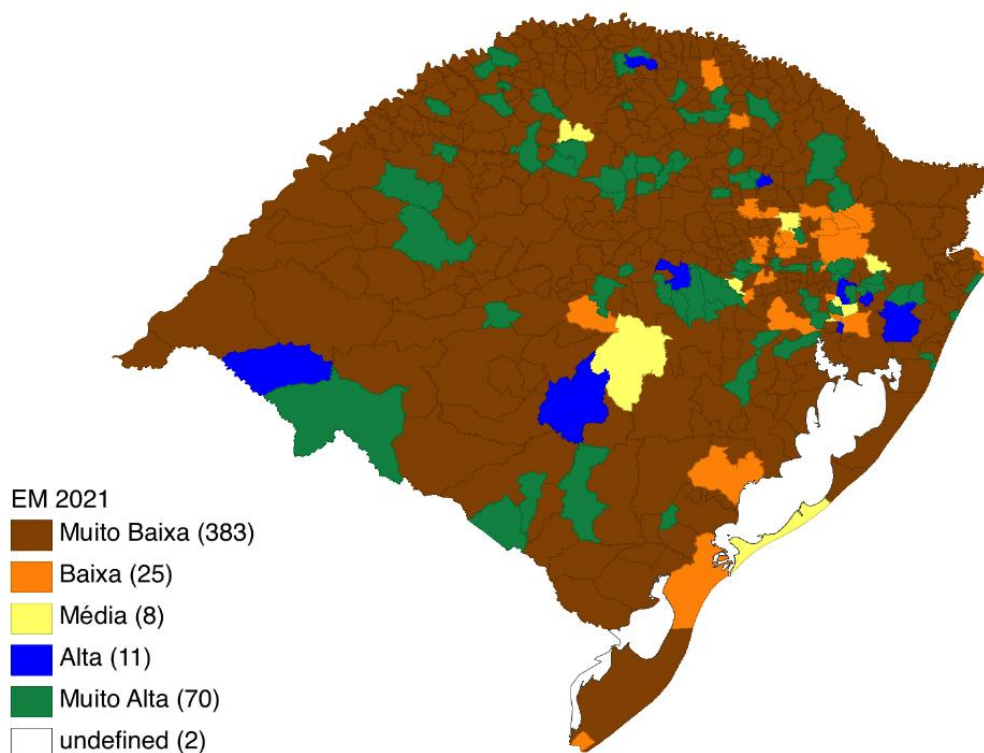 EM 2021
Muito Baixa (383)
Baixa (25)
Média (8)
Alta (11)
Muito Alta (70)
undefined (2)